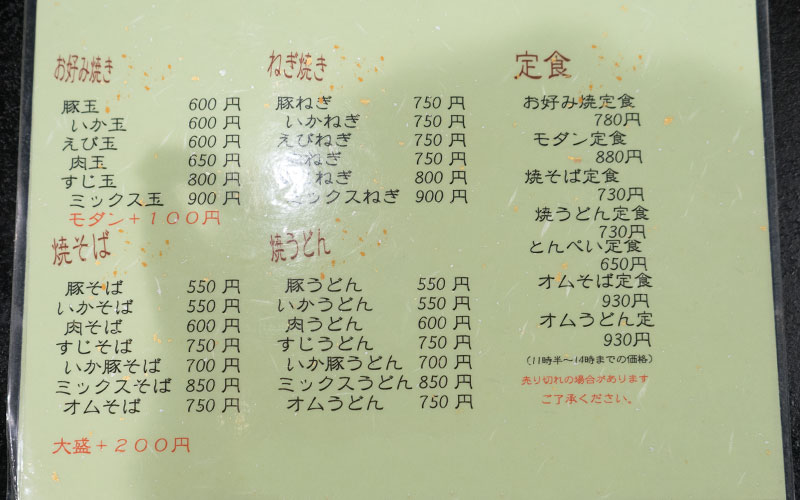 お好み焼き
豚玉 600円
いか玉 600円
えび玉 600円
肉玉 650円
すじ玉 800円
ミックス玉 900円
モダン+100円
焼そば
豚そば 550円
いかそば 550円
肉そば 600円
すじそば 750円
いか豚そば 700円
ミックスそば 850円
オムそば 750円
大盛+200円
ねぎ焼き
豚ねぎ 750円
いかねぎ 750円
えびねぎ 750円
ねぎ 750円
ねぎ 800円
ミックスねぎ 900円
焼うどん
豚うどん 550円
いかうどん 550円
肉うどん 600円
すじうどん 750円
いか豚うどん 700円
ミックスうどん 850円
オムうどん 750円
定食
お好み焼定食
780円
モダン定食
880円
焼そば定食
730円
焼うどん定食
730円
とんぺい定食
650円
オムそば定食
930円
オムうどん定
930円
(11時半~14時までの価格)
売り切れの場合があります
ご了承ください。